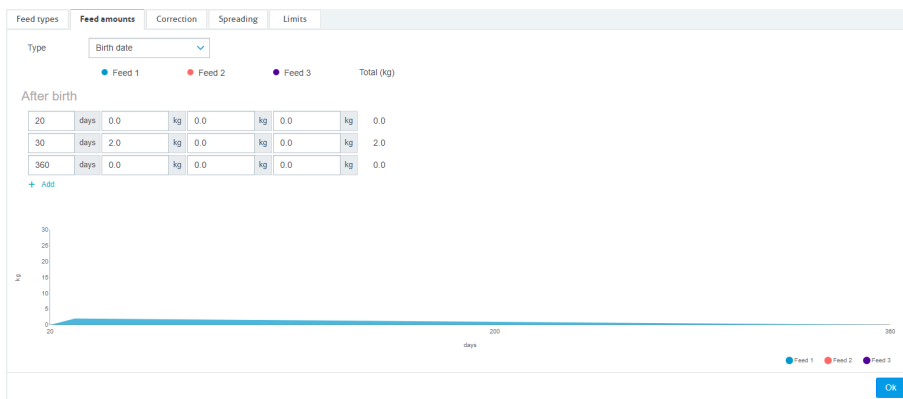 Feed types Feed amounts Correction Spreading Limits
Type Birth date
Feed 1 Feed 2 Feed 3 Total (kg)
After birth
20 days 0.0 kg 0.0 kg 0.0 kg 0.0
30 days 2.0 kg 0.0 kg 0.0 kg 2.0
360 days 0.0 kg 0.0 kg 0.0 kg 0.0
+ Add
30
25
20
15
10
5
0
kg
20 200 360
days
Feed 1 Feed 2 Feed 3
Ok